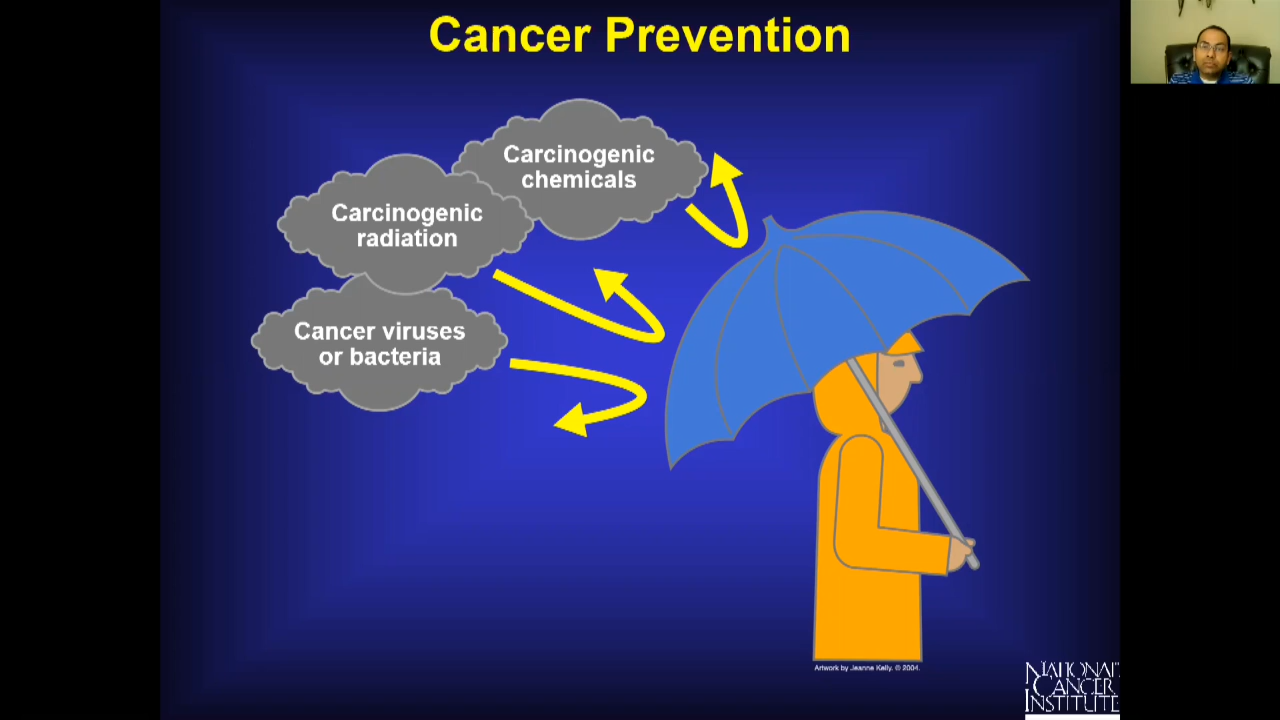 Cancer Prevention
Carcinogenic
chemicals
Carcinogenic
radiation
Cancer viruses
or bacteria
Artwork by Jeanne Kelly. © 2004.
NATIONAL
CANCER
INSTITUTE